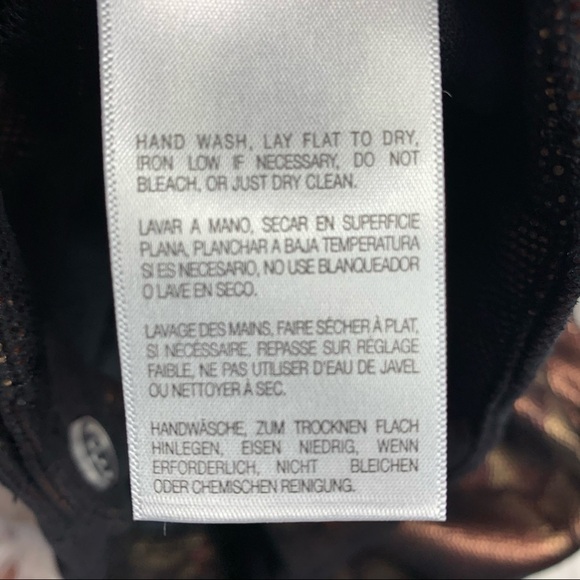 HAND WASH, LAY FLAT TO DRY,
IRON LOW IF NECESSARY, DO NOT
BLEACH, OR JUST DRY CLEAN.
LAVAR A MANO, SECAR EN SUPERFICIE
PLANA, PLANCHAR A BAJA TEMPERATURA
SI ES NECESARIO, NO USE BLANQUEADOR
O LAVE EN SECO.
LAVAGE DES MAINS, FAIRE SÉCHER À PLAT,
SI NÉCÉSSAIRE, REPASSE SUR RÉGLAGE
FAIBLE, NE PAS UTILISER D'EAU DE JAVEL
OU NETTOYER À SEC.
HANDWÄSCHE, ZUM TROCKNEN FLACH
HINLEGEN, EISEN NIEDRIG, WENN
ERFORDERLICH, NICHT BLEICHEN
ODER CHEMISCHEN REINIGUNG.